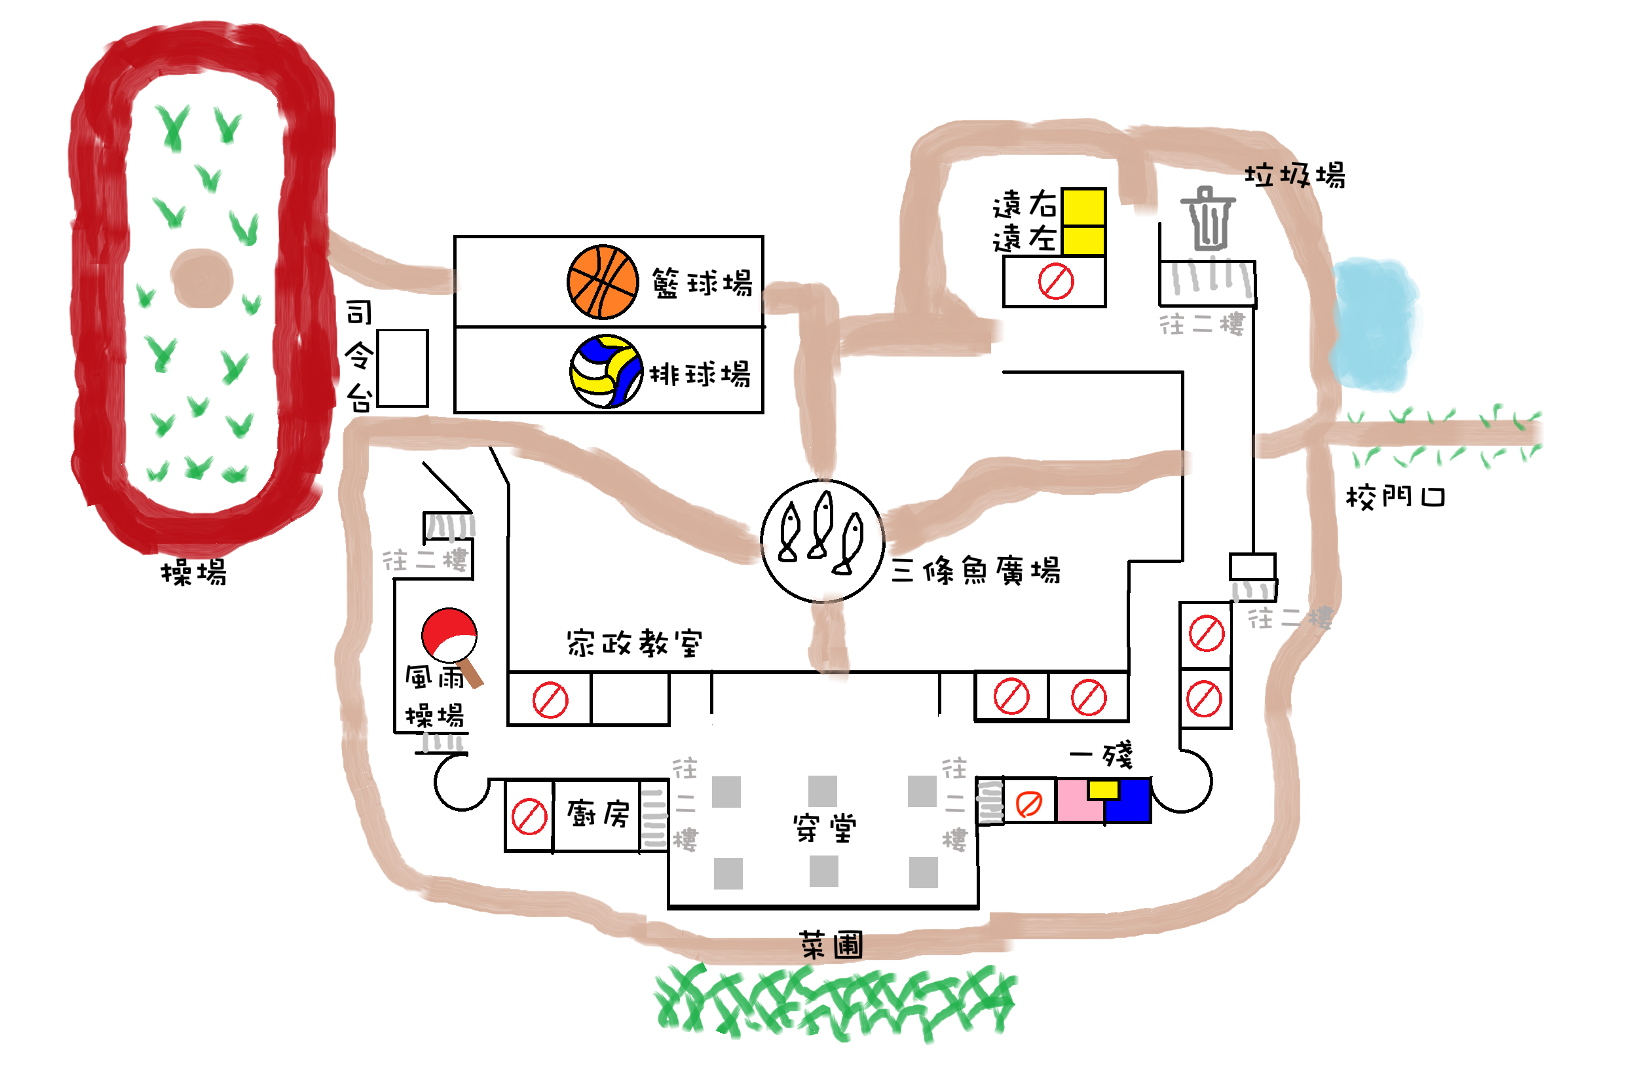 垃圾場
遠右
遠左
籃球場
司令台
往二樓
排球場
校門口
往二樓
操場
三條魚廣場
往二樓
家政教室
風雨
操場
一殘
往二樓
往二樓
廚房
穿堂
菜圃